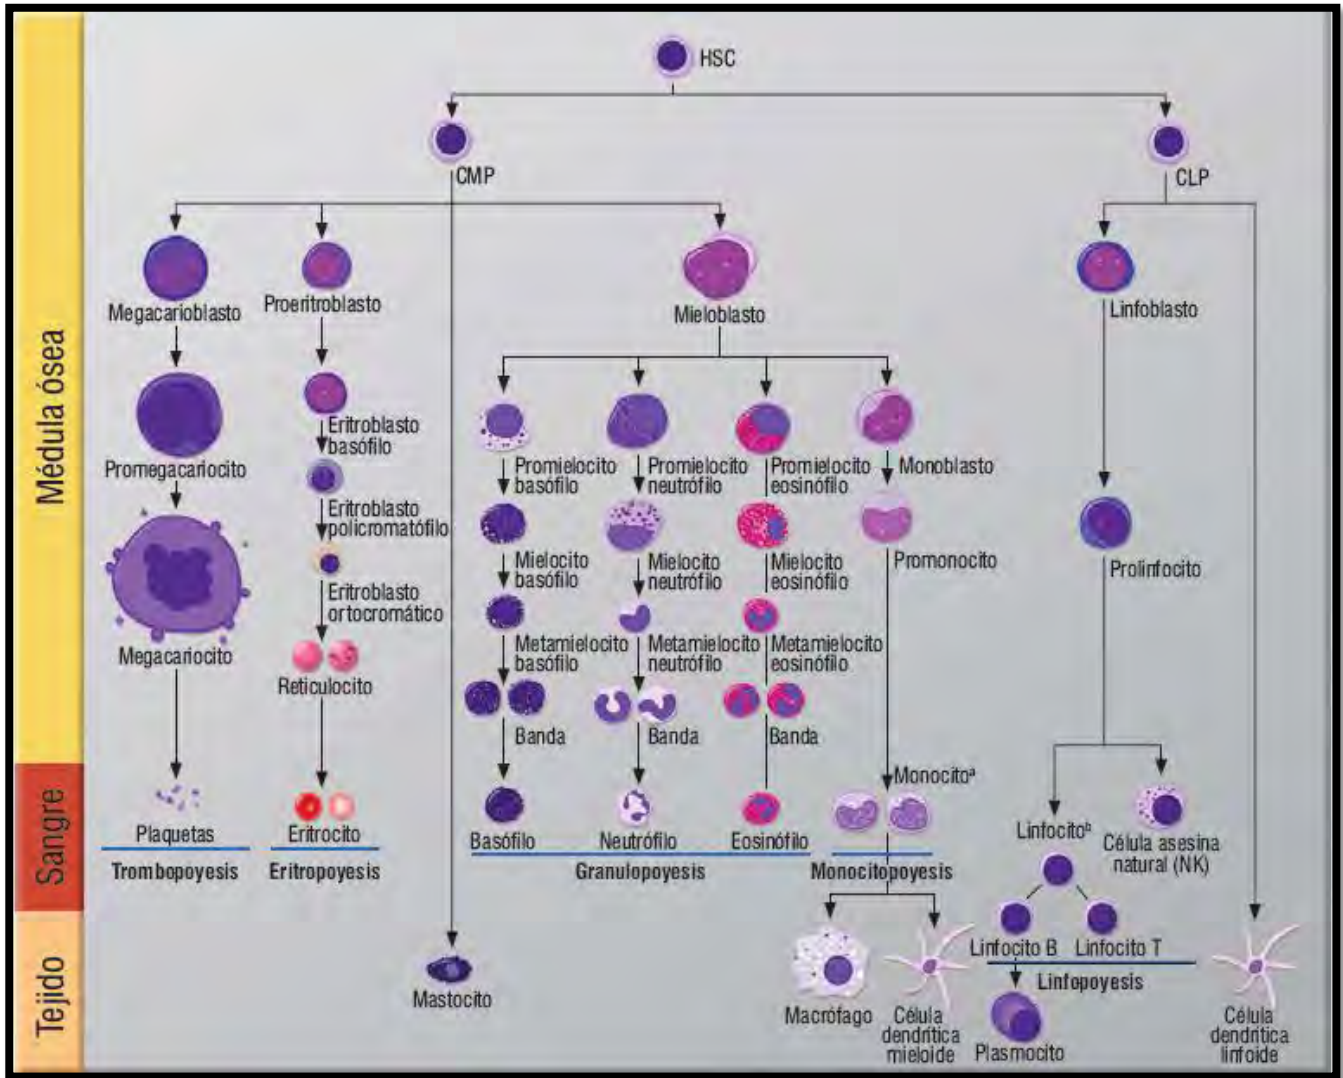 HSC
CMP
CLP
Médula ósea
Megacarioblasto
Proeritroblasto
Mieloblasto
Linfoblasto
Eritroblasto
basófilo
Promegacariocito
Promielocito
basófilo
Promielocito
neutrófilo
Promielocito
eosinófilo
Monoblasto
Eritroblasto
policromatófilo
Mielocito
basófilo
Mielocito
neutrófilo
Mielocito
eosinófilo
Promonocito
Prolinfocito
Eritroblasto
ortocromático
Megacariocito
Metamielocito
basófilo
Metamielocito
neutrófilo
Metamielocito
eosinófilo
Reticulocito
Banda
Banda
Banda
Sangre
Monocitoª
Plaquetas
Eritrocito
Basófilo
Neutrófilo
Eosinófilo
Linfocitoᵇ
Célula asesina
natural (NK)
Trombopoyesis
Eritropoyesis
Granulopoyesis
Monocitopoyesis
Tejido
Linfocito B
Linfocito T
Linfopoyesis
Mastocito
Macrófago
Célula
dendrítica
mieloide
Plasmocito
Célula
dendrítica
linfoide